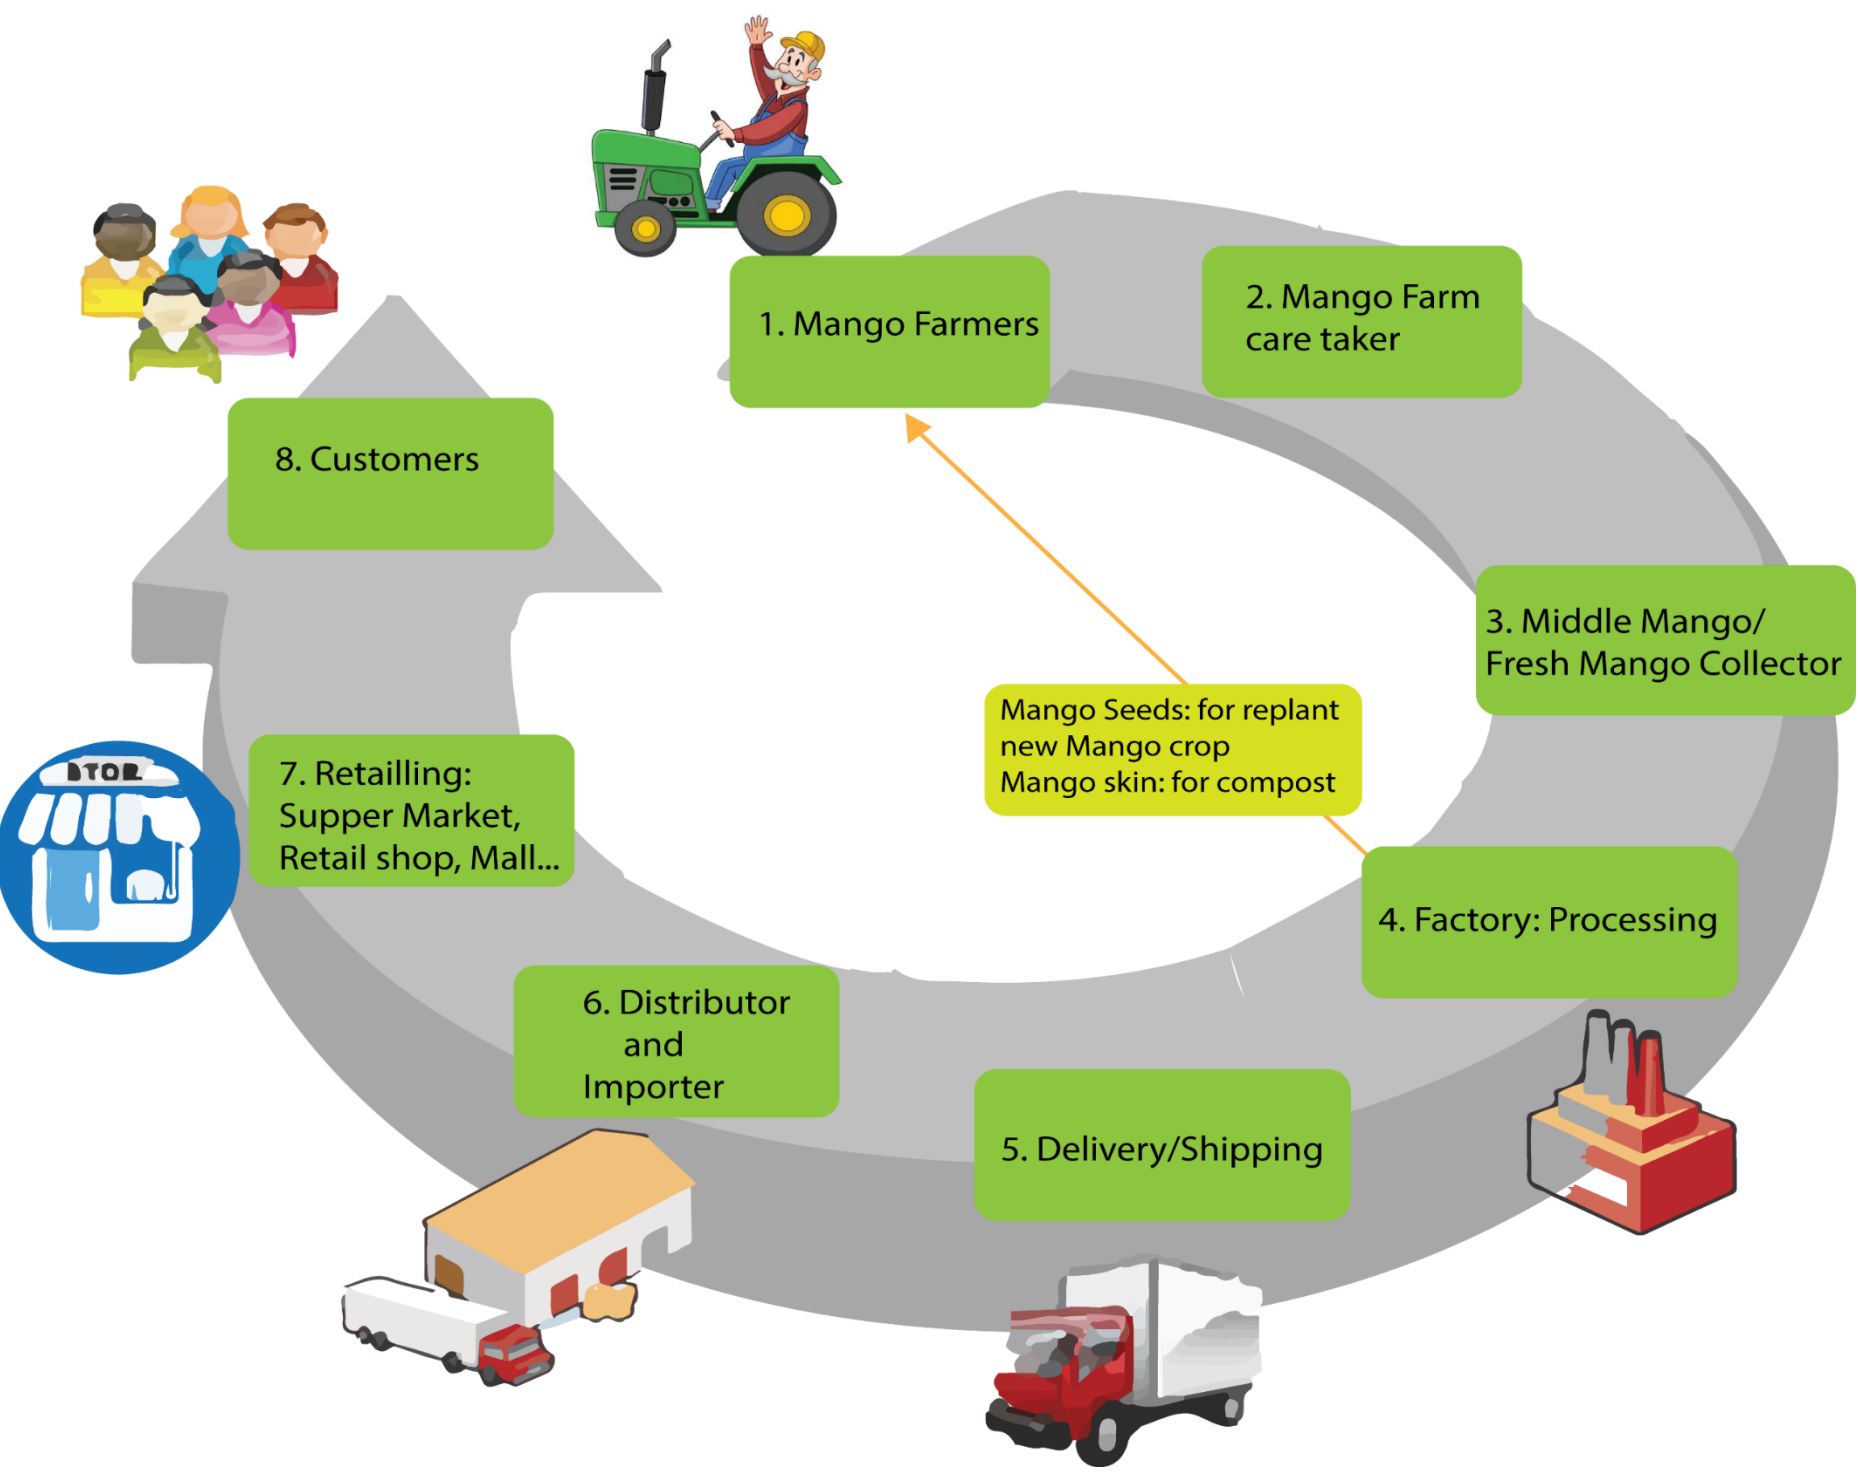 1. Mango Farmers
2. Mango Farm
care taker
3. Middle Mango/
Fresh Mango Collector
Mango Seeds: for replant
new Mango crop
Mango skin: for compost
4. Factory: Processing
5. Delivery/Shipping
6. Distributor
and
Importer
7. Retailling:
Supper Market,
Retail shop, Mall...
STOR
8. Customers